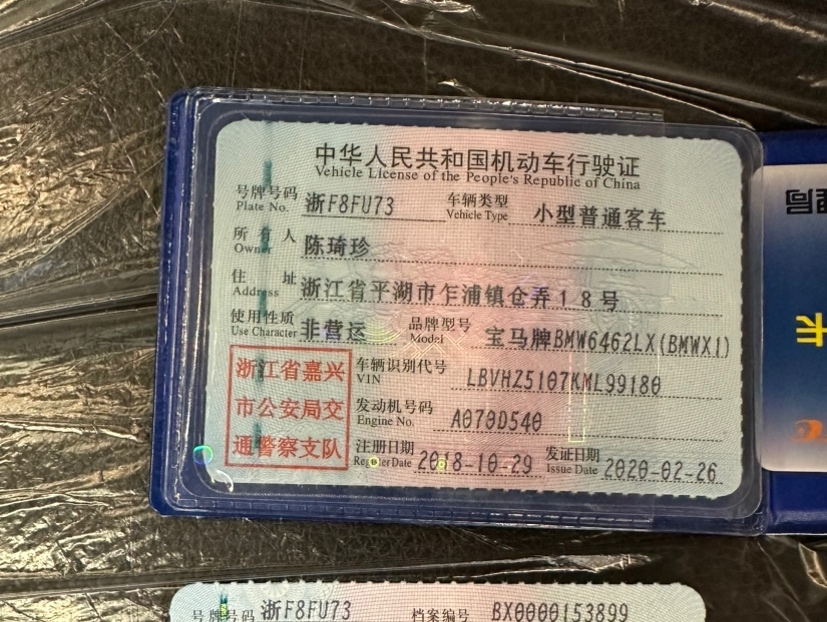 中华人民共和国机动车行驶证
Vehicle License of the People's Republic of China
号牌号码 浙F8FU73 车辆类型 小型普通客车
Plate No. Vehicle Type
所有人 陈琦珍
Owner
住址 浙江省平湖市乍浦镇仓弄18号
Address
使用性质 非营运 品牌型号 宝马牌BMW6462LX(BMWX1)
Use Character Model
浙江省嘉兴
市公安局交
通警察支队
车辆识别代号 LBVHZ5107KML99180
VIN
发动机号码 A070D540
Engine No.
注册日期 2018-10-29 发证日期 2020-02-26
Register Date Issue Date
卡
号牌号码 浙F8FU73 档案编号 BX0000153899